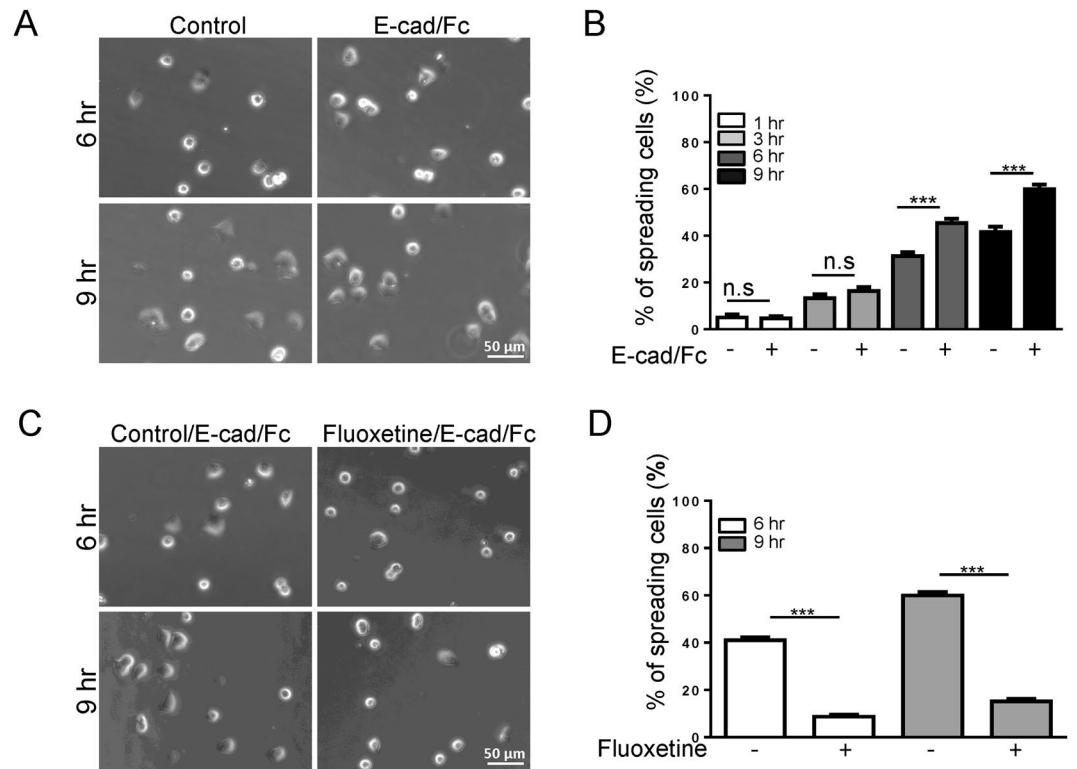 A
Control
E-cad/Fc
6 hr
9 hr
50 µm
B
% of spreading cells (%)
100
80
60
40
20
0
1 hr
3 hr
6 hr
9 hr
n.s
n.s
***
***
E-cad/Fc - + - + - + - +
C
Control/E-cad/Fc
Fluoxetine/E-cad/Fc
6 hr
9 hr
50 µm
D
% of spreading cells (%)
100
80
60
40
20
0
6 hr
9 hr
***
***
Fluoxetine - + - +